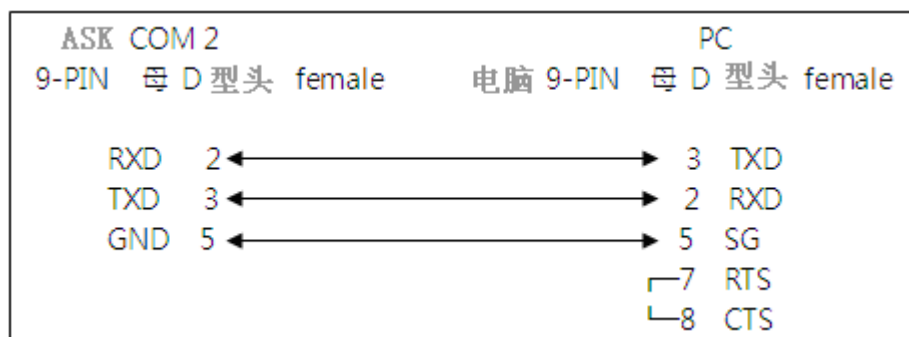 ASK COM 2 PC
9-PIN 母 D 型头 female 电脑 9-PIN 母 D 型头 female
RXD 2 3 TXD
TXD 3 2 RXD
GND 5 5 SG
7 RTS
8 CTS